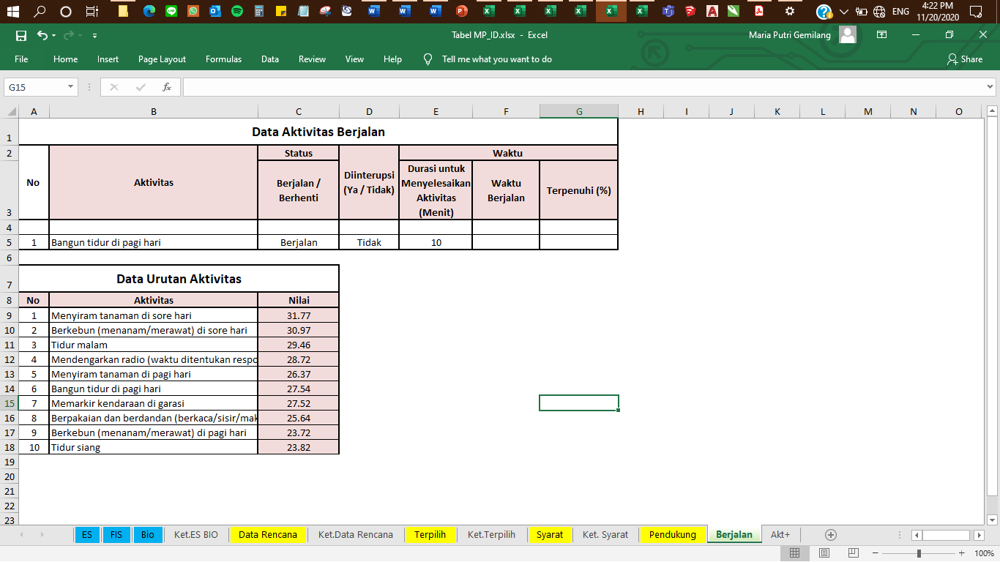 ENG
4:22 PM
11/20/2020
Tabel MP_ID.xlsx - Excel
Maria Putri Gemilang
File Home Insert Page Layout Formulas Data Review View Help Tell me what you want to do Share
G15 fx
A B C D E F G H I J K L M N O
1 Data Aktivitas Berjalan
2 No Aktivitas Status Diinterupsi (Ya / Tidak) Waktu
3 Berjalan / Berhenti Durasi untuk Menyelesaikan Aktivitas (Menit) Waktu Berjalan Terpenuhi (%)
4
5 1 Bangun tidur di pagi hari Berjalan Tidak 10
6
7 Data Urutan Aktivitas
8 No Aktivitas Nilai
9 1 Menyiram tanaman di sore hari 31.77
10 2 Berkebun (menanam/merawat) di sore hari 30.97
11 3 Tidur malam 29.46
12 4 Mendengarkan radio (waktu ditentukan respo 28.72
13 5 Menyiram tanaman di pagi hari 26.37
14 6 Bangun tidur di pagi hari 27.54
15 7 Memarkir kendaraan di garasi 27.52
16 8 Berpakaian dan berdandan (berkaca/sisir/mak 25.64
17 9 Berkebun (menanam/merawat) di pagi hari 23.72
18 10 Tidur siang 23.82
19
20
21
22
23
ES FIS Bio Ket.ES BIO Data Rencana Ket.Data Rencana Terpilih Ket.Terpilih Syarat Ket. Syarat Pendukung Berjalan Akt+
100%